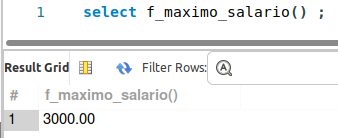 1 select f_maximo_salario() ;
Result Grid Filter Rows:
# f_maximo_salario()
1 3000.00